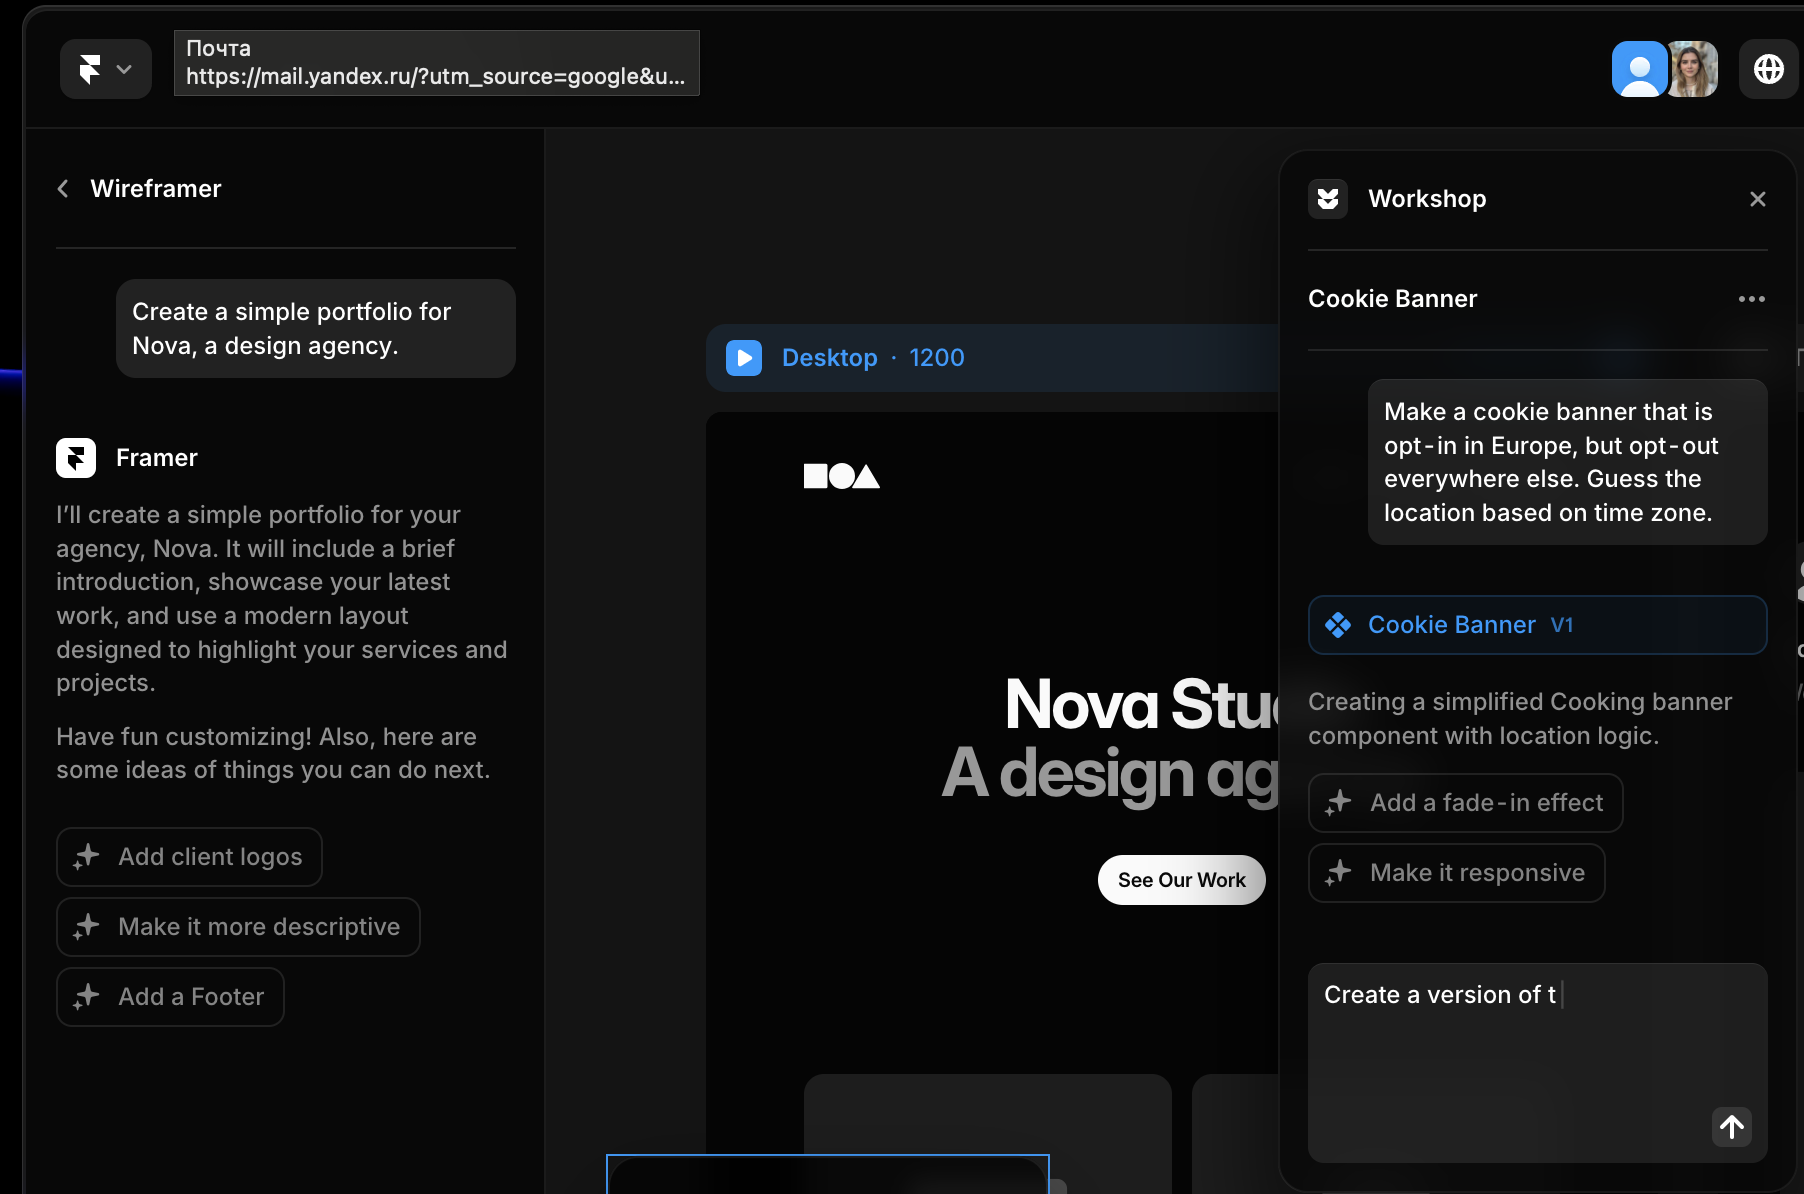 Почта
https://mail.yandex.ru/?utm_source=google&u...
Wireframer
Create a simple portfolio for
Nova, a design agency.
Framer
I’ll create a simple portfolio for your
agency, Nova. It will include a brief
introduction, showcase your latest
work, and use a modern layout
designed to highlight your services and
projects.
Have fun customizing! Also, here are
some ideas of things you can do next.
Add client logos
Make it more descriptive
Add a Footer
Desktop · 1200
Nova Stu
A design ag
See Our Work
Workshop
Cookie Banner
Make a cookie banner that is
opt-in in Europe, but opt-out
everywhere else. Guess the
location based on time zone.
Cookie Banner V1
Creating a simplified Cooking banner
component with location logic.
Add a fade-in effect
Make it responsive
Create a version of t